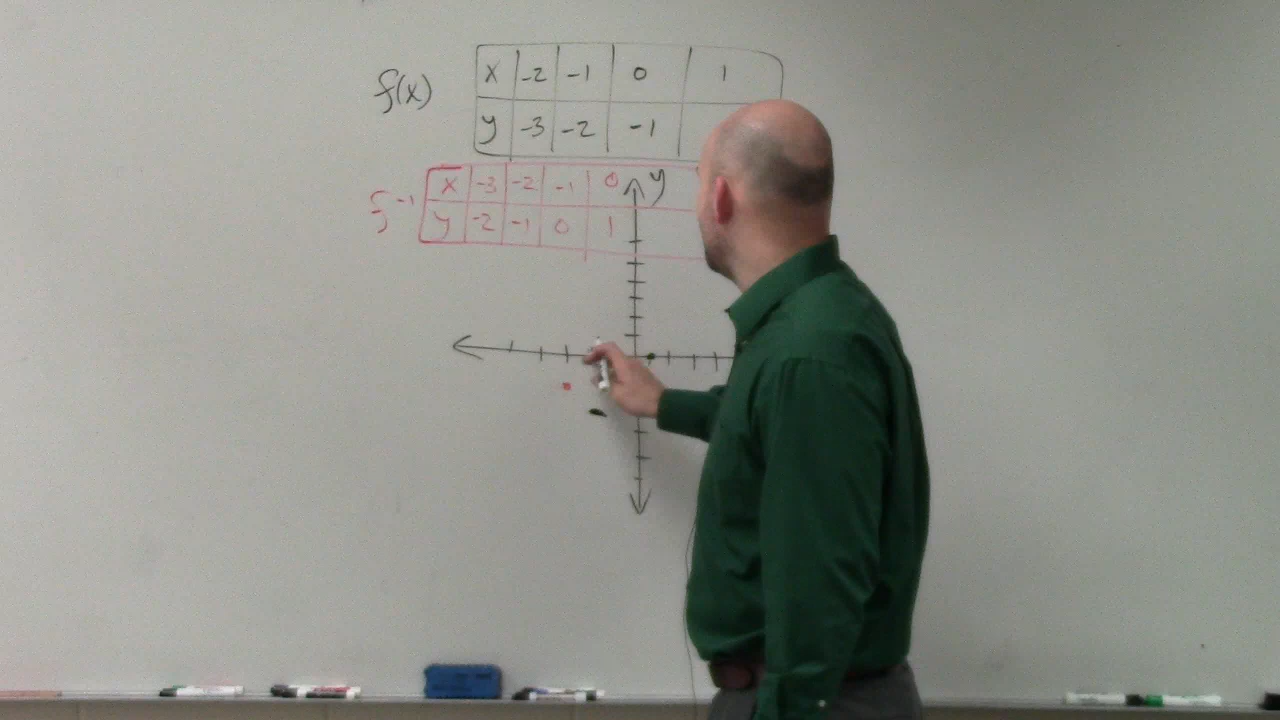 f(x) x -2 -1 0 1
y -3 -2 -1
f⁻¹ x -3 -2 -1 0
y -2 -1 0 1
y